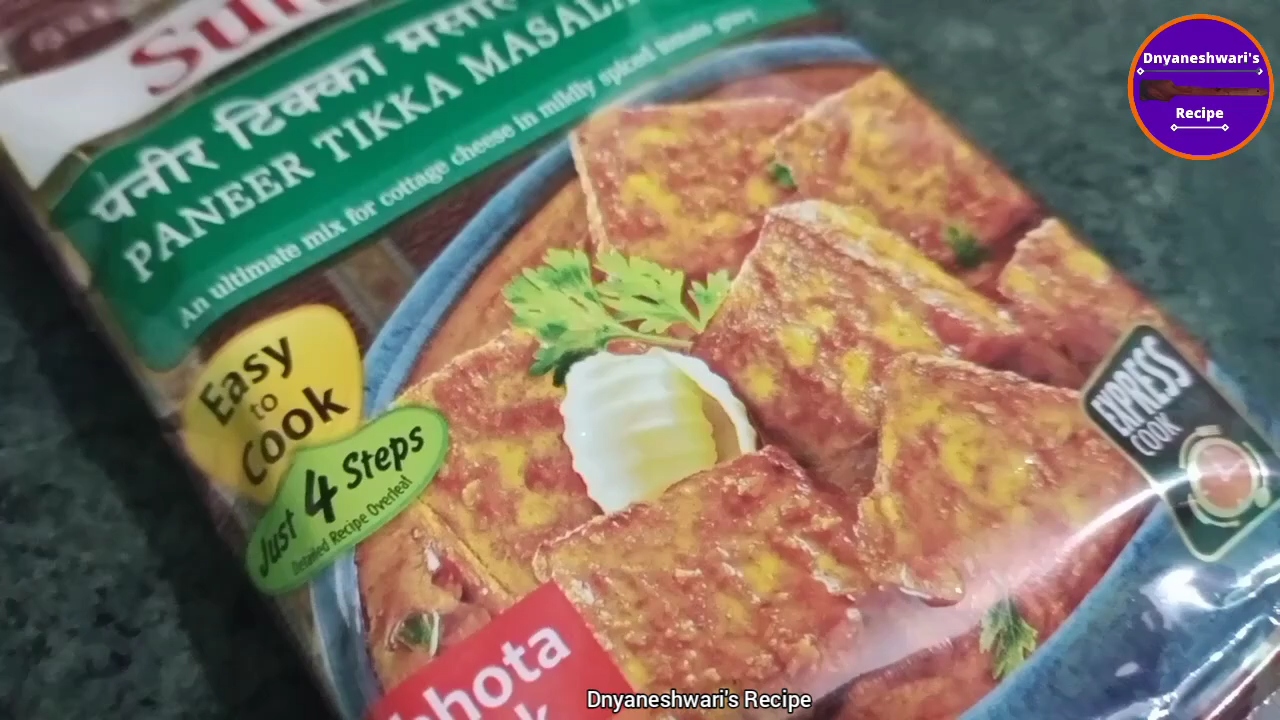 Dnyaneshwari's
Recipe
पनीर टिक्का
PANEER TIKKA MASALA
An ultimate mix for cottage cheese in mildly spiced tomato gravy
Easy
to
Cook
Just 4 Steps
Detailed Recipe Overleaf
EXPRESS
COOK
Dnyaneshwari's Recipe